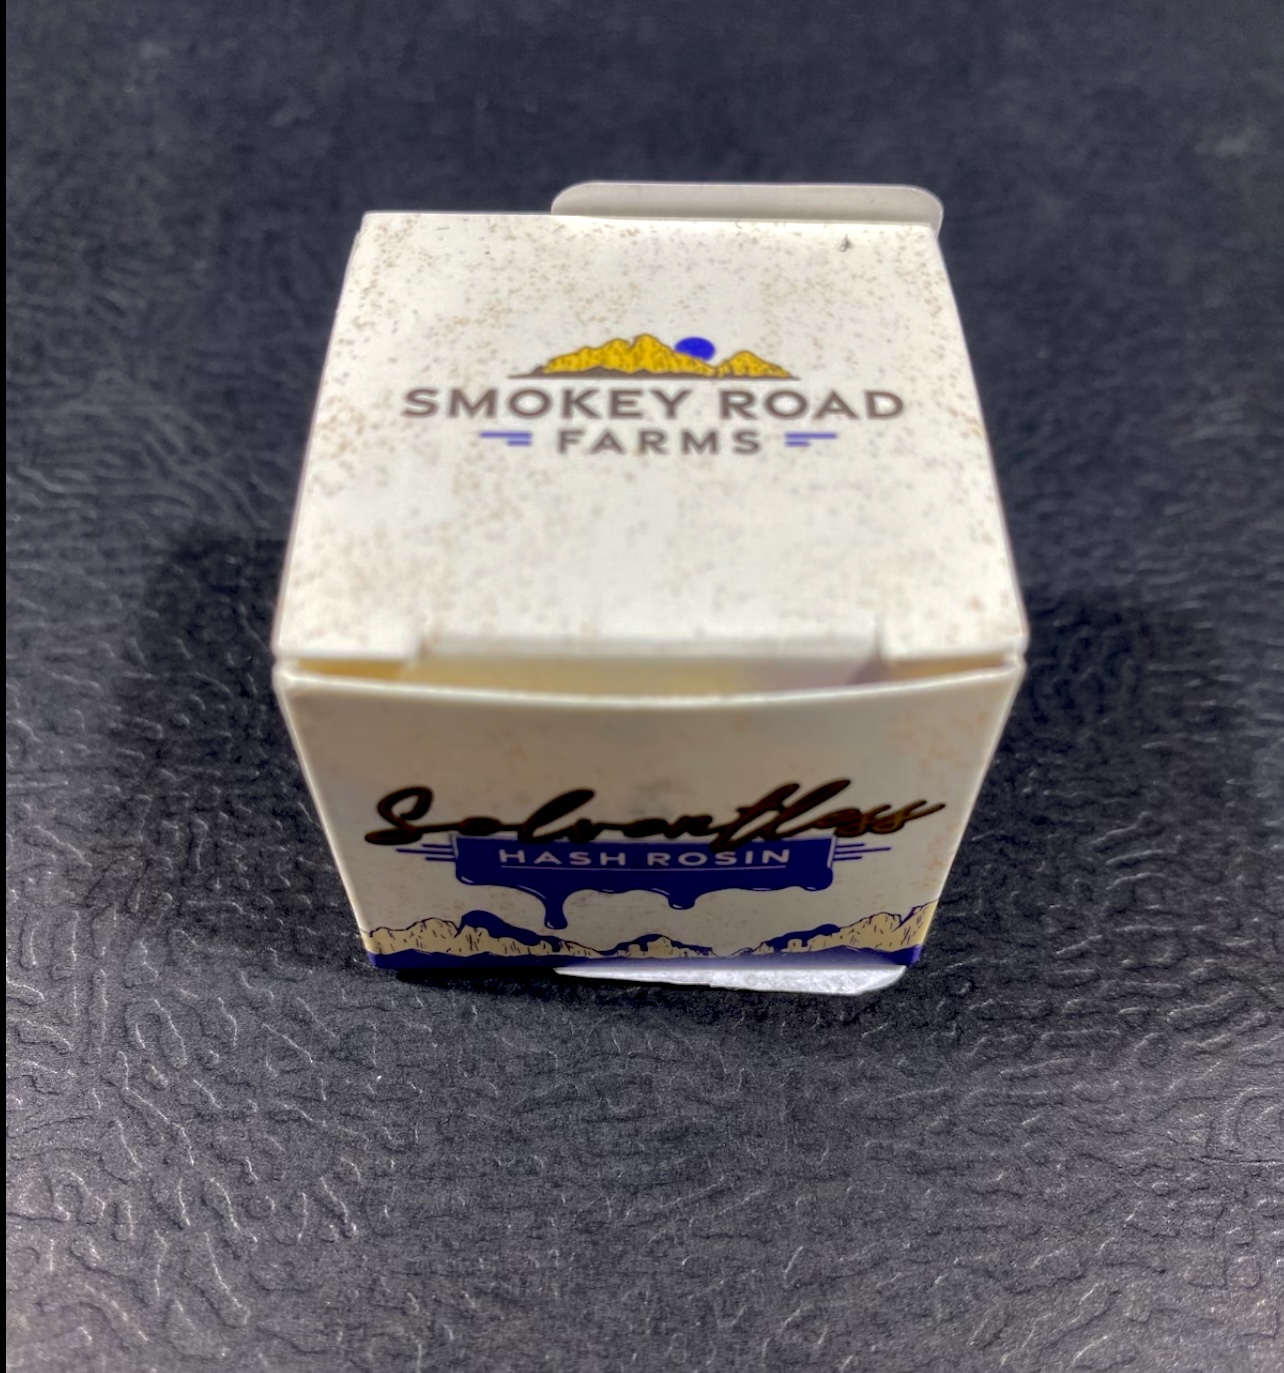 SMOKEY ROAD
FARMS
Solventless
HASH ROSIN